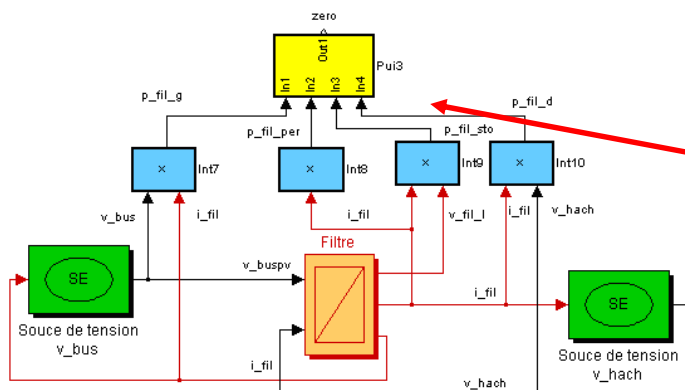 zero
Out1
Pui3
In1 In2 In3 In4
p_fil_g
p_fil_d
p_fil_per
p_fil_sto
× Int7
× Int8
× Int9
× Int10
v_bus
i_fil
i_fil
v_fil_l
i_fil
v_hach
Filtre
SE
v_buspv
Souce de tension
v_bus
i_fil
SE
i_fil
v_hach
Souce de tension
v_hach